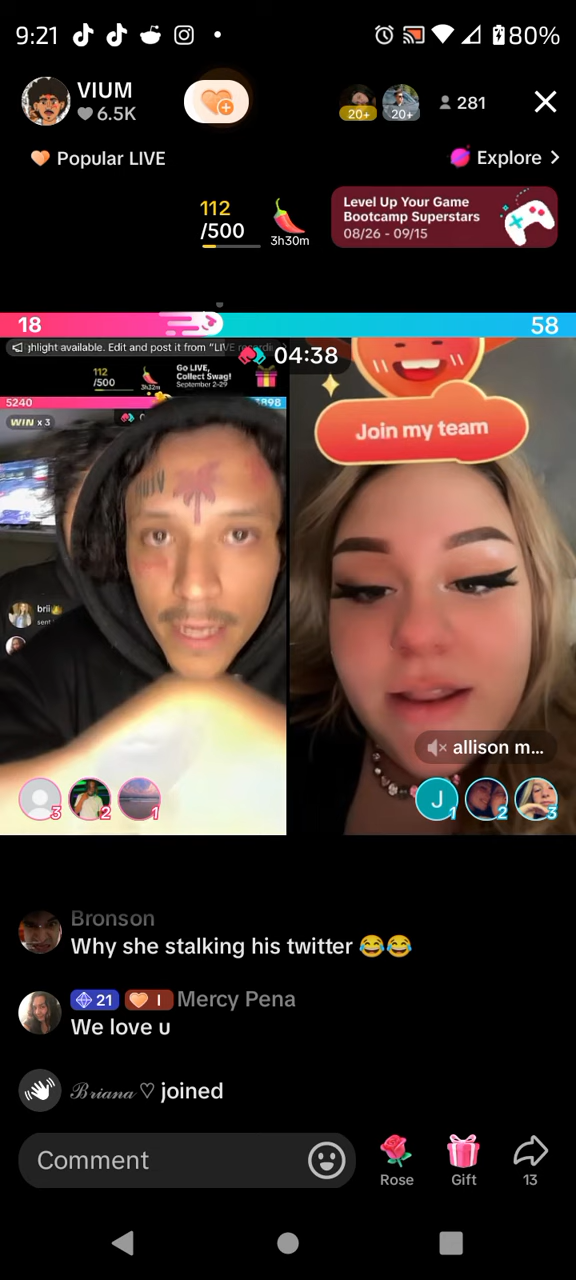 9:21
80%
VIUM
6.5K
20+
20+
281
Popular LIVE
Explore
112
/500
3h30m
Level Up Your Game
Bootcamp Superstars
08/26 - 09/15
18
58
04:38
112
/500
Go LIVE,
Collect Swag!
September 2-29
5240
WIN x 3
Join my team
brii
sent
allison m...
3
2
1
J
1
2
3
Bronson
Why she stalking his twitter 😂😂
21
I
Mercy Pena
We love u
Briana ♡ joined
Comment
Rose
Gift
13